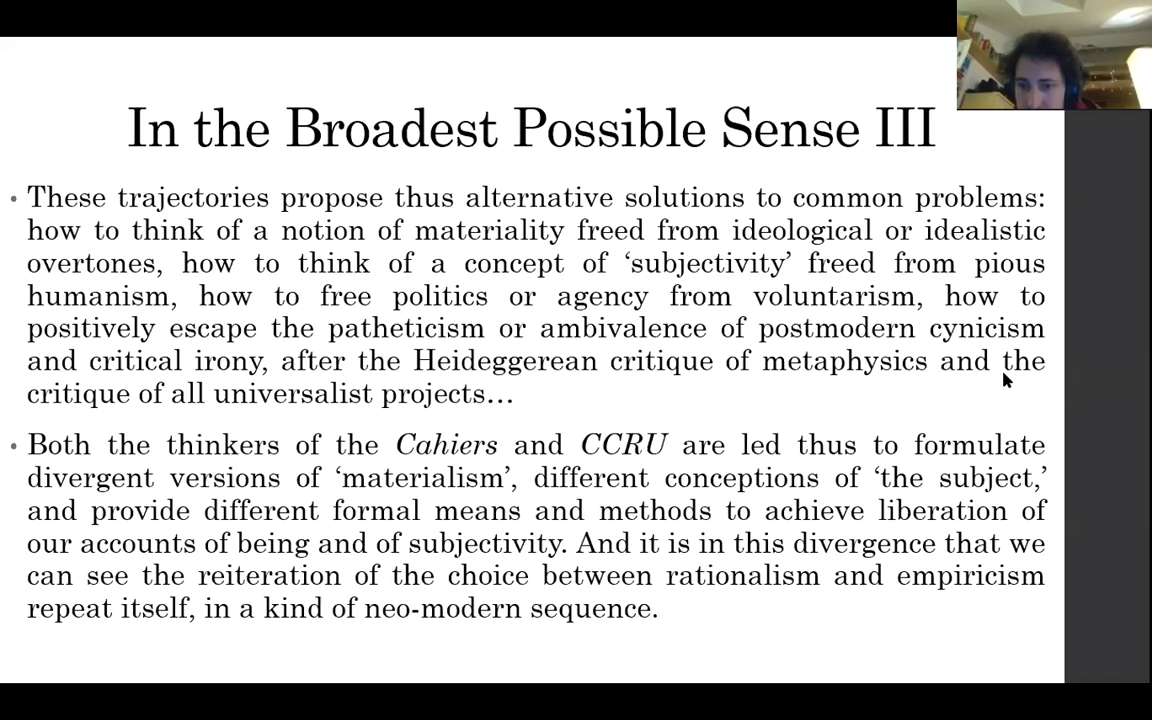 In the Broadest Possible Sense III
• These trajectories propose thus alternative solutions to common problems:
how to think of a notion of materiality freed from ideological or idealistic
overtones, how to think of a concept of ‘subjectivity’ freed from pious
humanism, how to free politics or agency from voluntarism, how to
positively escape the patheticism or ambivalence of postmodern cynicism
and critical irony, after the Heideggerean critique of metaphysics and the
critique of all universalist projects…
• Both the thinkers of the Cahiers and CCRU are led thus to formulate
divergent versions of ‘materialism’, different conceptions of ‘the subject,’
and provide different formal means and methods to achieve liberation of
our accounts of being and of subjectivity. And it is in this divergence that we
can see the reiteration of the choice between rationalism and empiricism
repeat itself, in a kind of neo-modern sequence.